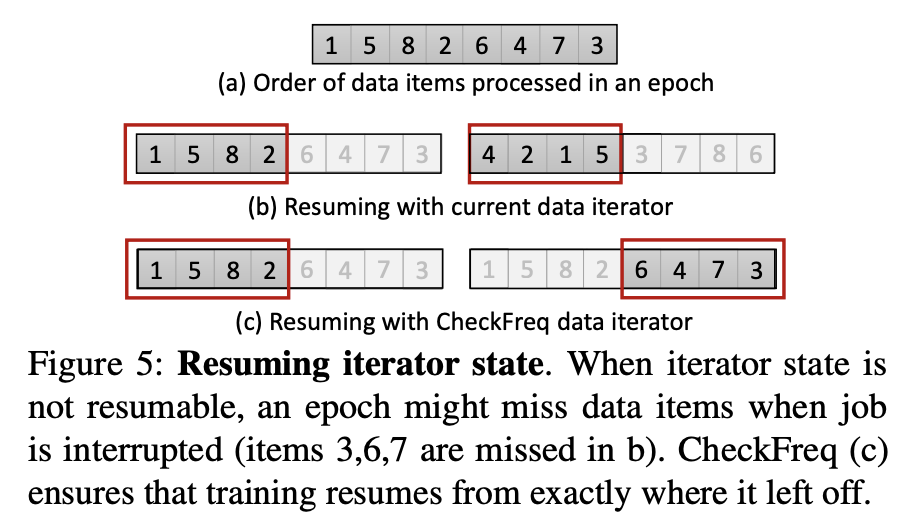 1 5 8 2 6 4 7 3
(a) Order of data items processed in an epoch
1 5 8 2 6 4 7 3 4 2 1 5 3 7 8 6
(b) Resuming with current data iterator
1 5 8 2 6 4 7 3 1 5 8 2 6 4 7 3
(c) Resuming with CheckFreq data iterator
Figure 5: Resuming iterator state. When iterator state is
not resumable, an epoch might miss data items when job
is interrupted (items 3,6,7 are missed in b). CheckFreq (c)
ensures that training resumes from exactly where it left off.